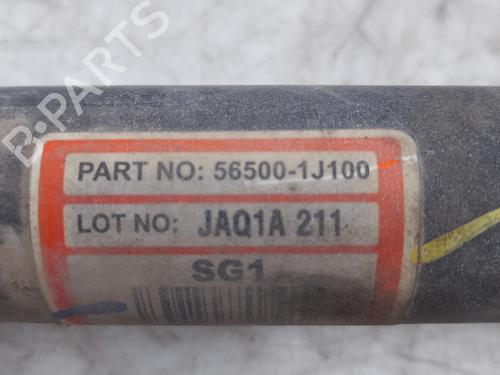 B-PARTS
PART NO: 56500-1J100
LOT NO: JAQ1A 211
SG1